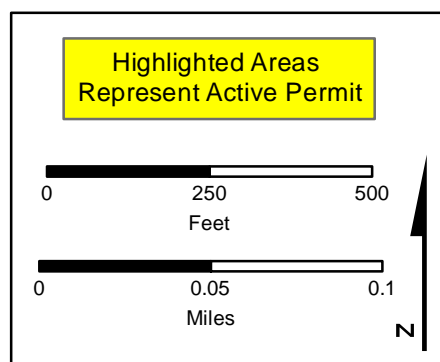 Highlighted Areas
Represent Active Permit
0 250 500
Feet
0 0.05 0.1
Miles
N